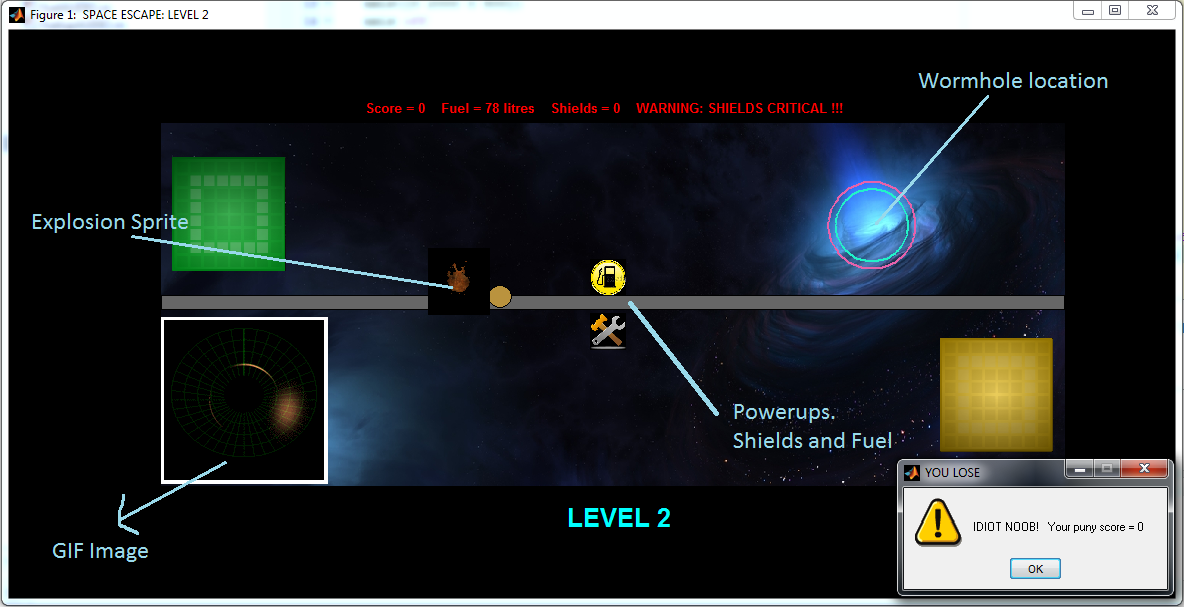 Figure 1: SPACE ESCAPE: LEVEL 2
Wormhole location
Score = 0 Fuel = 78 litres Shields = 0 WARNING: SHIELDS CRITICAL !!!
Explosion Sprite
Powerups.
Shields and Fuel
YOU LOSE
IDIOT NOOB! Your puny score = 0
OK
LEVEL 2
GIF Image